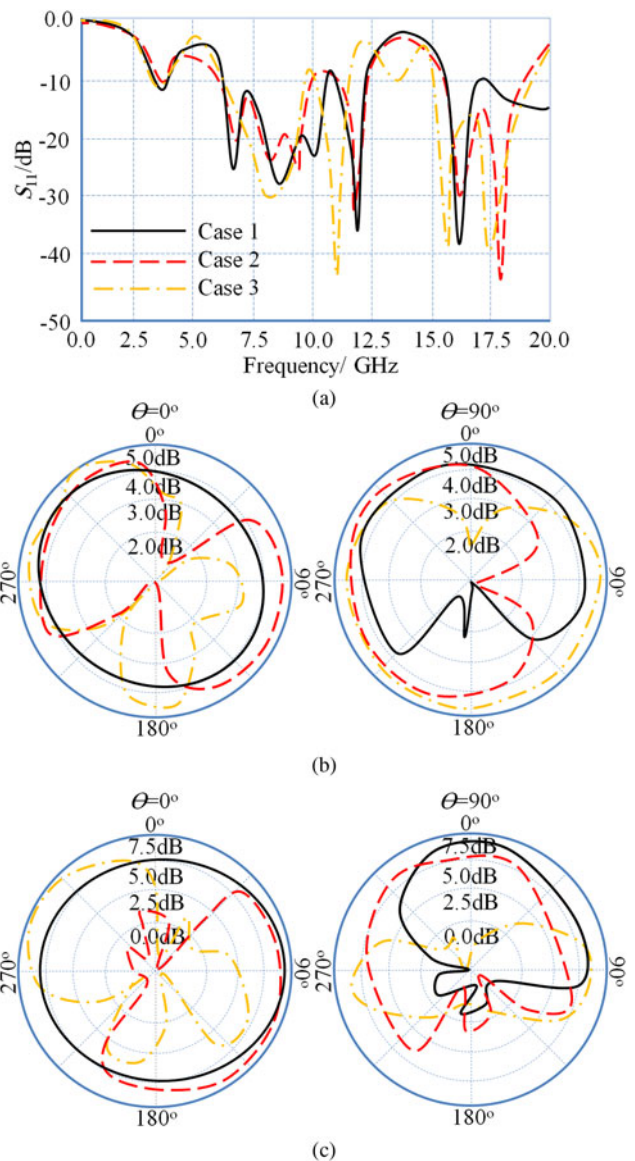 0.0
-10
-20
-30
-40
-50
S11/dB
Case 1
Case 2
Case 3
0.0 2.5 5.0 7.5 10.0 12.5 15.0 17.5 20.0
Frequency/ GHz
(a)
Θ=0° Θ=90°
0° 0°
5.0dB 5.0dB
4.0dB 4.0dB
3.0dB 3.0dB
2.0dB 2.0dB
270° 90° 270° 90°
180° 180°
(b)
Θ=0° Θ=90°
0° 0°
7.5dB 7.5dB
5.0dB 5.0dB
2.5dB 2.5dB
0.0dB 0.0dB
270° 90° 270° 90°
180° 180°
(c)